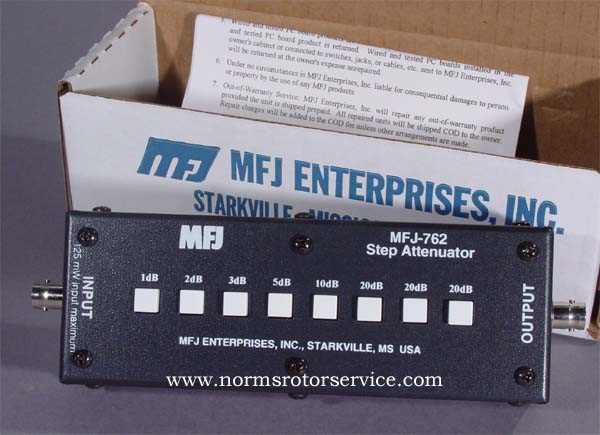 5. Wired and tested PC board products
and test PC board product is returned. Wired and tested PC boards installed in the
owner's cabinet or connected to switches, jacks, or cables, etc. sent to MFJ Enterprises, Inc.
will be returned at the owner's expense unrepaired.
6. Under no circumstances is MFJ Enterprises, Inc. liable for consequential damages to person
or property by the use of any MFJ products.
7. Out-of-Warranty Service. MFJ Enterprises, Inc. will repair any out-of-warranty product
provided the unit is shipped prepaid. All repaired units will be shipped COD to the owner.
Repair charges will be added to the COD fee unless other arrangements are made.
MFJ MFJ ENTERPRISES, INC.
STARKVILLE,
MFJ
MFJ-762
Step Attenuator
1dB 2dB 3dB 5dB 10dB 20dB 20dB 20dB
INPUT
125 mW input maximum
OUTPUT
MFJ ENTERPRISES, INC., STARKVILLE, MS USA
www.normsrotorservice.com